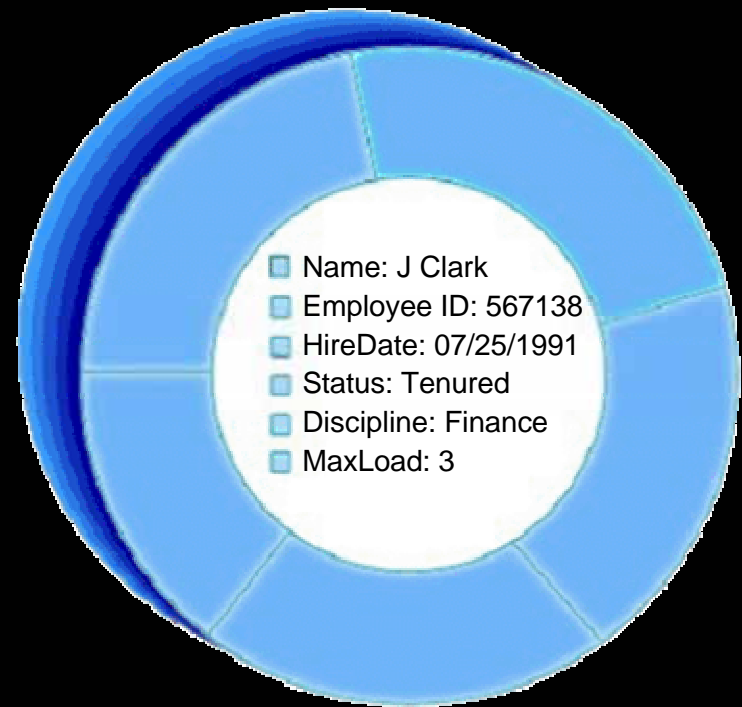 Name: J Clark
Employee ID: 567138
HireDate: 07/25/1991
Status: Tenured
Discipline: Finance
MaxLoad: 3